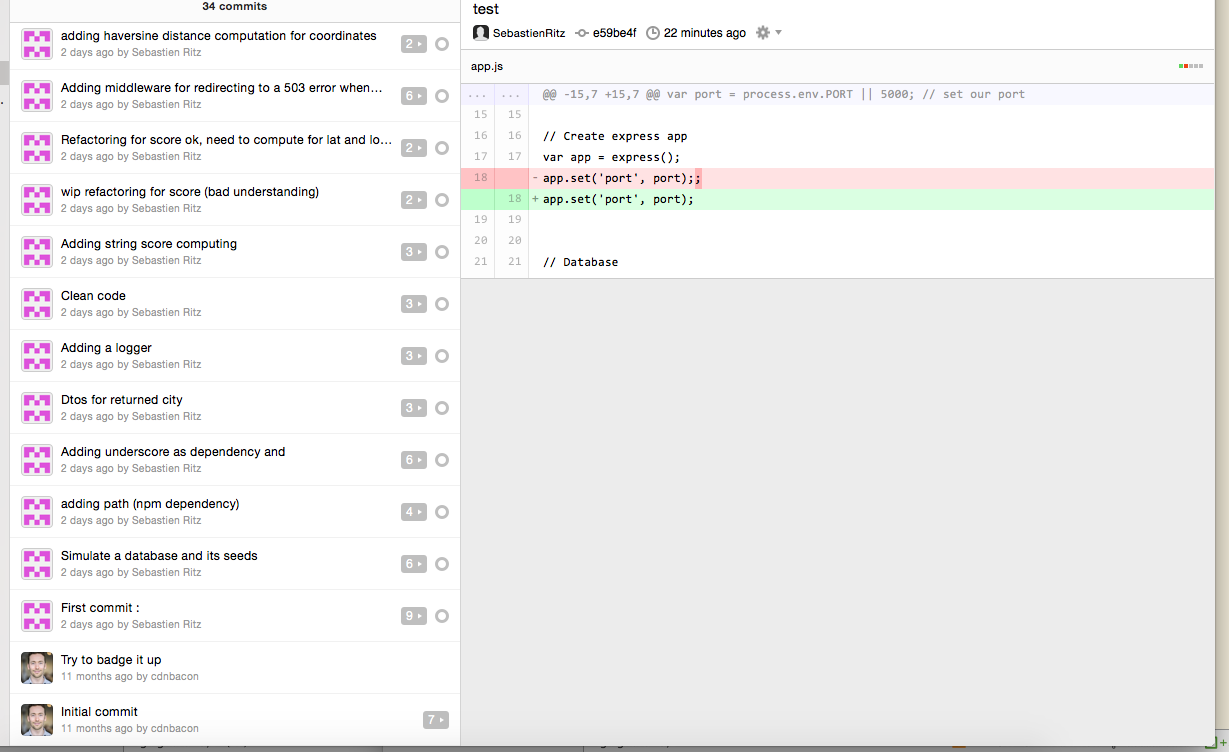 34 commits
adding haversine distance computation for coordinates
2 days ago by Sebastien Ritz
2
Adding middleware for redirecting to a 503 error when…
2 days ago by Sebastien Ritz
6
Refactoring for score ok, need to compute for lat and lo…
2 days ago by Sebastien Ritz
2
wip refactoring for score (bad understanding)
2 days ago by Sebastien Ritz
2
Adding string score computing
2 days ago by Sebastien Ritz
3
Clean code
2 days ago by Sebastien Ritz
3
Adding a logger
2 days ago by Sebastien Ritz
3
Dtos for returned city
2 days ago by Sebastien Ritz
3
Adding underscore as dependency and
2 days ago by Sebastien Ritz
6
adding path (npm dependency)
2 days ago by Sebastien Ritz
4
Simulate a database and its seeds
2 days ago by Sebastien Ritz
6
First commit :
2 days ago by Sebastien Ritz
9
Try to badge it up
11 months ago by cdnbacon
Initial commit
11 months ago by cdnbacon
7
test
SebastienRitz e59be4f 22 minutes ago
app.js
... ... @@ -15,7 +15,7 @@ var port = process.env.PORT || 5000; // set our port
15 15
16 16 // Create express app
17 17 var app = express();
18 - app.set('port', port);;
18 + app.set('port', port);
19 19
20 20
21 21 // Database